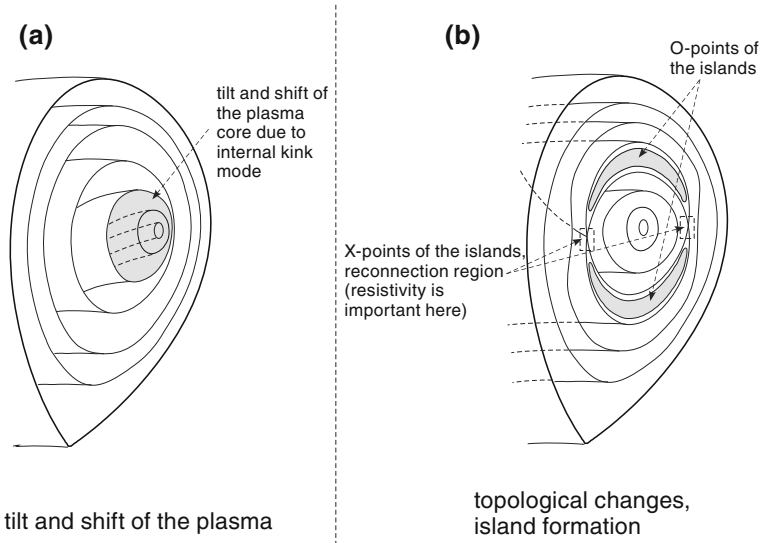 (a)
tilt and shift of
the plasma
core due to
internal kink
mode
tilt and shift of the plasma
(b)
O-points of
the islands
X-points of the islands,
reconnection region
(resistivity is
important here)
topological changes,
island formation